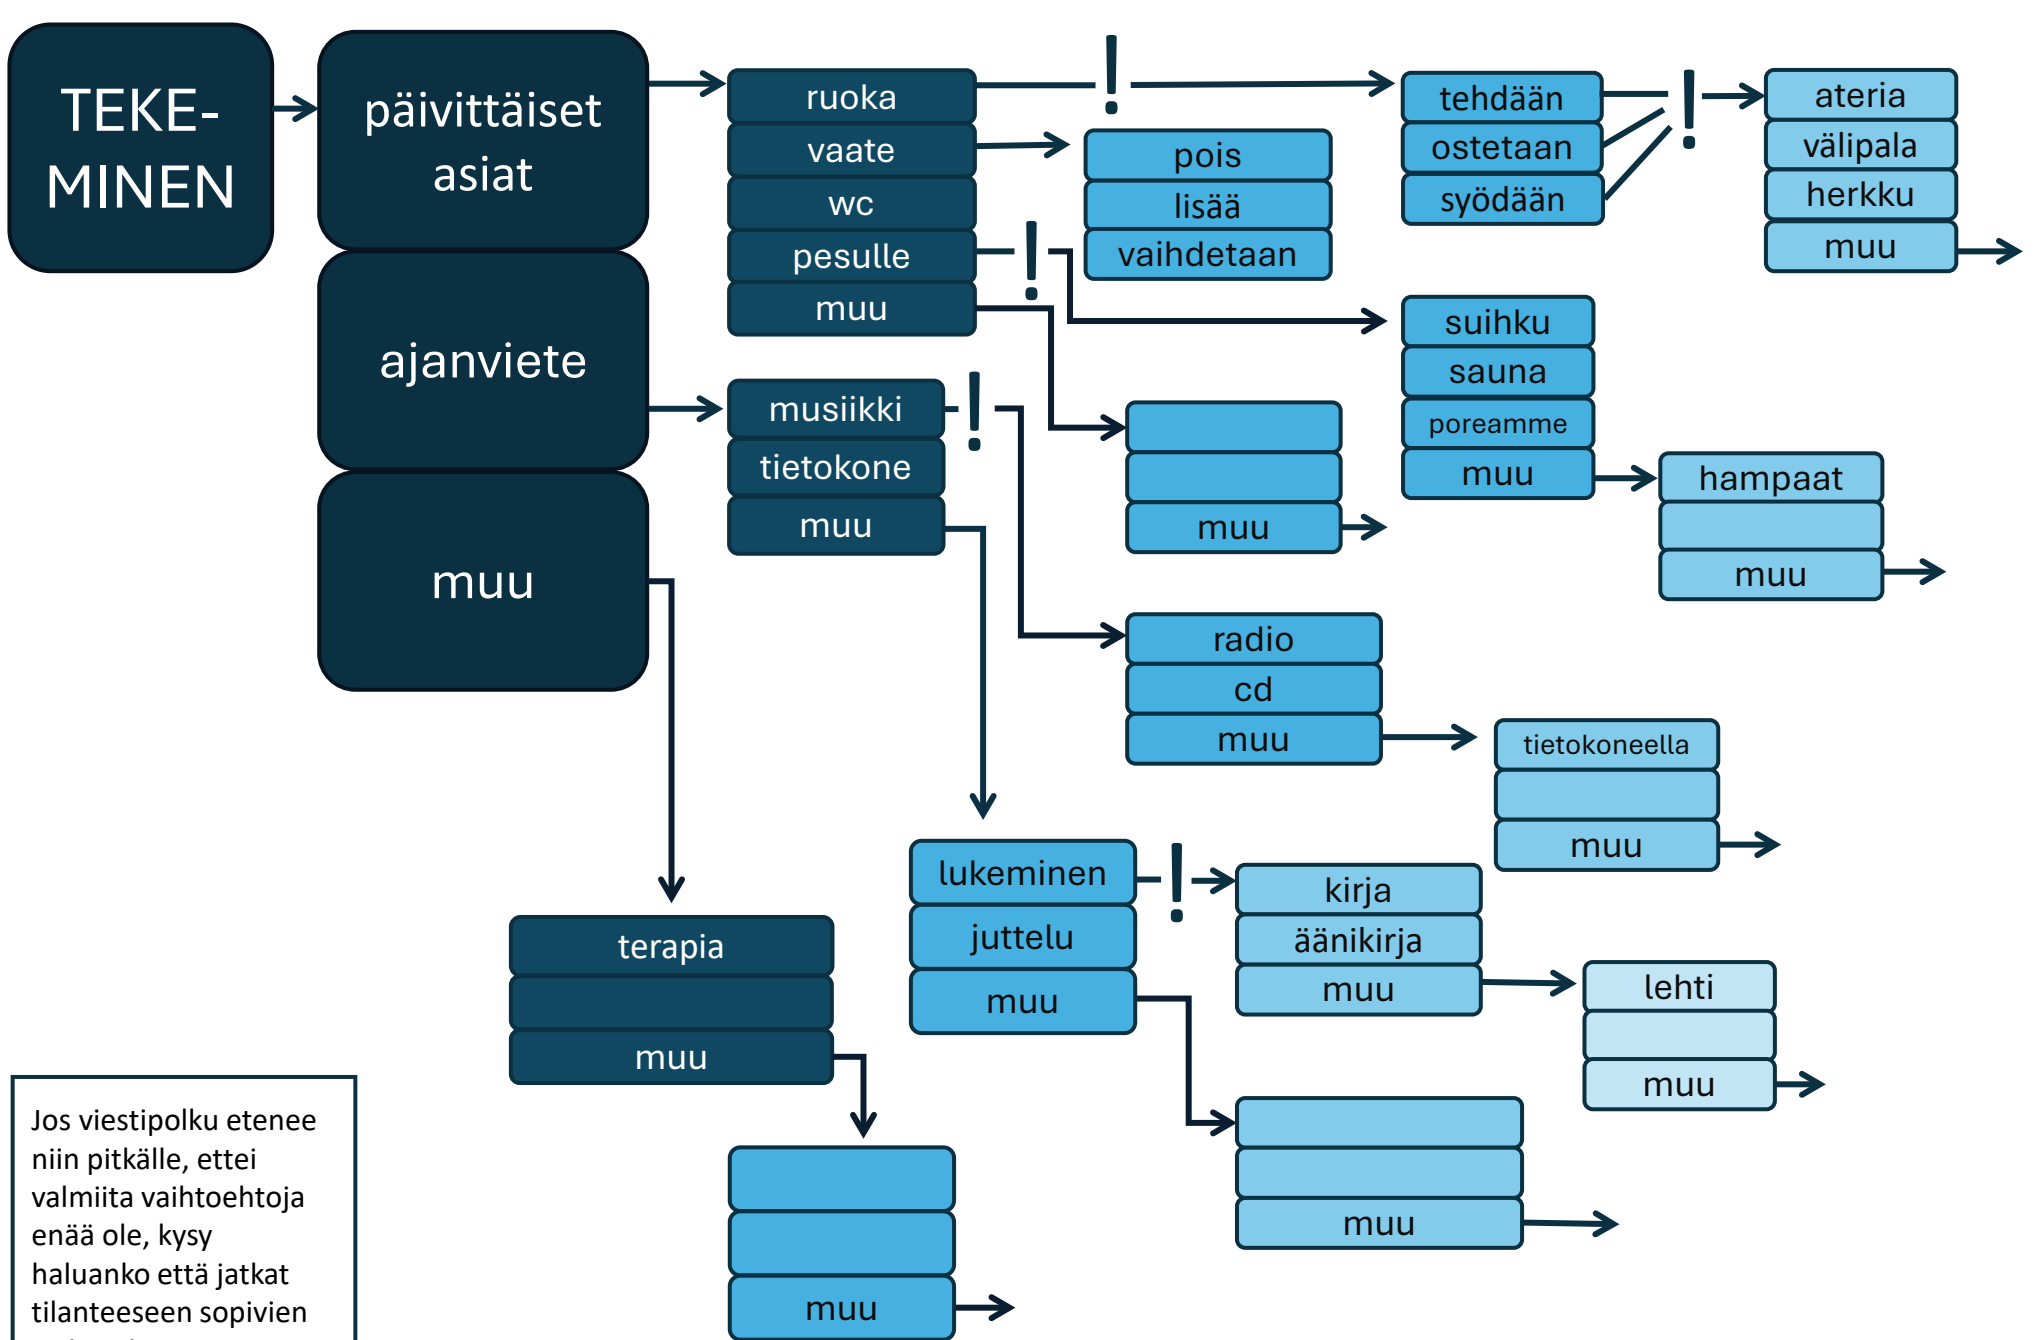 TEKE-
MINEN
päivittäiset
asiat
ajanviete
muu
ruoka
vaate
wc
pesulle
muu
!
pois
lisää
vaihdetaan
tehdään
ostetaan
syödään
!
ateria
välipala
herkku
muu
!
suihku
sauna
poreamme
muu
hampaat
muu
muu
musiikki
tietokone
muu
!
radio
cd
muu
tietokoneella
muu
lukeminen
juttelu
muu
!
kirja
äänikirja
muu
lehti
muu
muu
terapia
muu
muu
Jos viestipolku etenee
niin pitkälle, ettei
valmiita vaihtoehtoja
enää ole, kysy
haluanko että jatkat
tilanteeseen sopivien